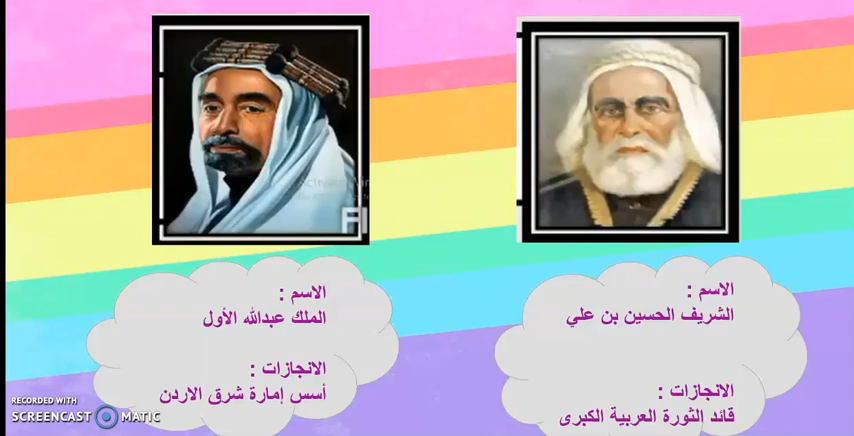 الاسم :
الشريف الحسين بن علي
الانجازات :
قائد الثورة العربية الكبرى
الاسم :
الملك عبدالله الأول
الانجازات :
أسس إمارة شرق الاردن
RECORDED WITH
SCREENCAST MATIC